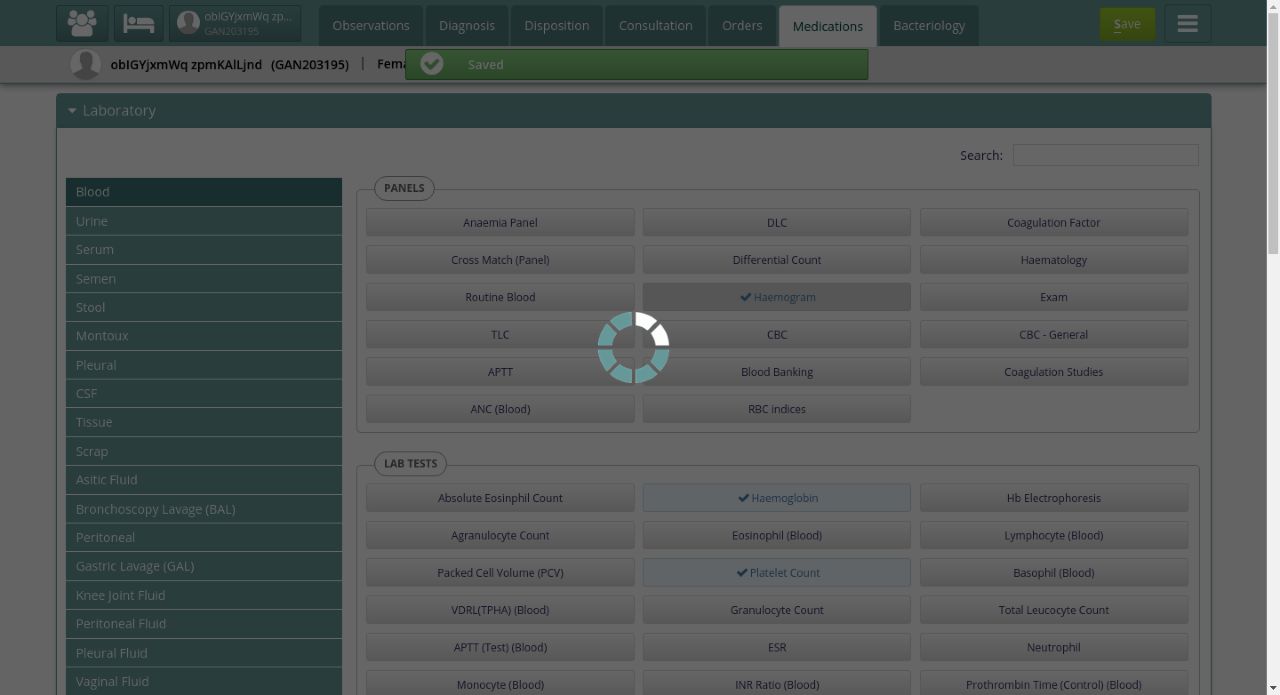 obIGYjxmWq zp...
GAN203195
Observations
Diagnosis
Disposition
Consultation
Orders
Medications
Bacteriology
Save
obIGYjxmWq zpmKAlLjnd (GAN203195) | Fema
Saved
Laboratory
Search:
Blood
Urine
Serum
Semen
Stool
Montoux
Pleural
CSF
Tissue
Scrap
Asitic Fluid
Bronchoscopy Lavage (BAL)
Peritoneal
Gastric Lavage (GAL)
Knee Joint Fluid
Peritoneal Fluid
Pleural Fluid
Vaginal Fluid
PANELS
Anaemia Panel
DLC
Coagulation Factor
Cross Match (Panel)
Differential Count
Haematology
Routine Blood
Haemogram
Exam
TLC
CBC
CBC - General
APTT
Blood Banking
Coagulation Studies
ANC (Blood)
RBC indices
LAB TESTS
Absolute Eosinphil Count
Haemoglobin
Hb Electrophoresis
Agranulocyte Count
Eosinophil (Blood)
Lymphocyte (Blood)
Packed Cell Volume (PCV)
Platelet Count
Basophil (Blood)
VDRL(TPHA) (Blood)
Granulocyte Count
Total Leucocyte Count
APTT (Test) (Blood)
ESR
Neutrophil
Monocyte (Blood)
INR Ratio (Blood)
Prothrombin Time (Control) (Blood)